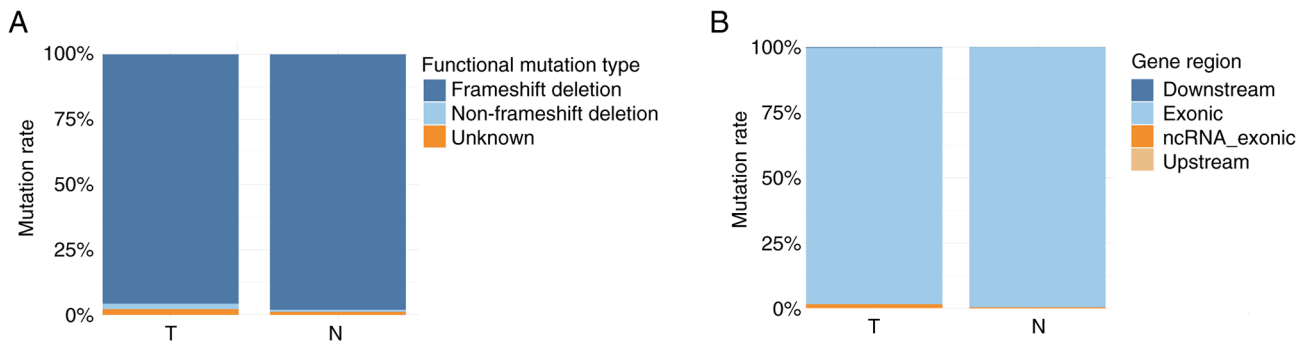 A
Mutation rate
100%
75%
50%
25%
0%
T
N
Functional mutation type
Frameshift deletion
Non-frameshift deletion
Unknown
B
Mutation rate
100%
75%
50%
25%
0%
T
N
Gene region
Downstream
Exonic
ncRNA_exonic
Upstream